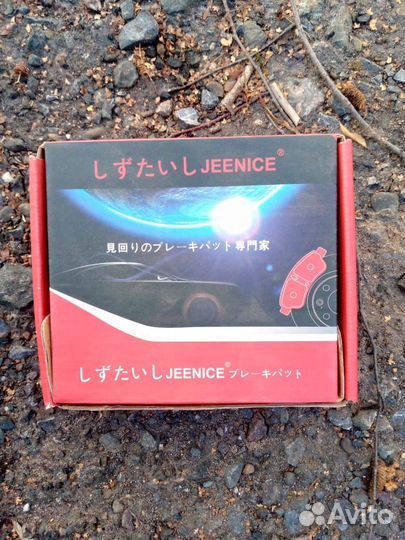 しずたいしJEENICE®
見回りのブレーキパット専門家
しずたいしJEENICE®ブレーキパット
Avito